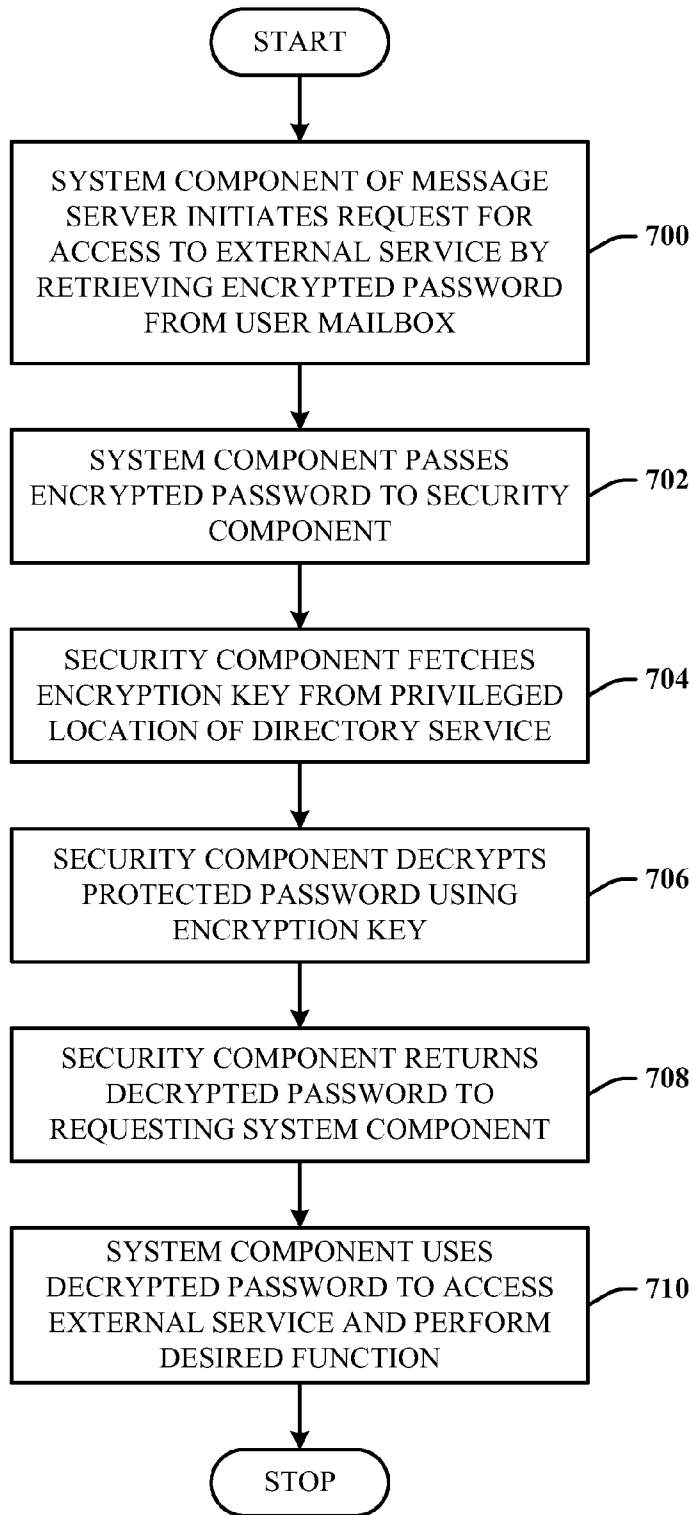 START
SYSTEM COMPONENT OF MESSAGE
SERVER INITIATES REQUEST FOR
ACCESS TO EXTERNAL SERVICE BY
RETRIEVING ENCRYPTED PASSWORD
FROM USER MAILBOX
700
SYSTEM COMPONENT PASSES
ENCRYPTED PASSWORD TO SECURITY
COMPONENT
702
SECURITY COMPONENT FETCHES
ENCRYPTION KEY FROM PRIVILEGED
LOCATION OF DIRECTORY SERVICE
704
SECURITY COMPONENT DECRYPTS
PROTECTED PASSWORD USING
ENCRYPTION KEY
706
SECURITY COMPONENT RETURNS
DECRYPTED PASSWORD TO
REQUESTING SYSTEM COMPONENT
708
SYSTEM COMPONENT USES
DECRYPTED PASSWORD TO ACCESS
EXTERNAL SERVICE AND PERFORM
DESIRED FUNCTION
710
STOP